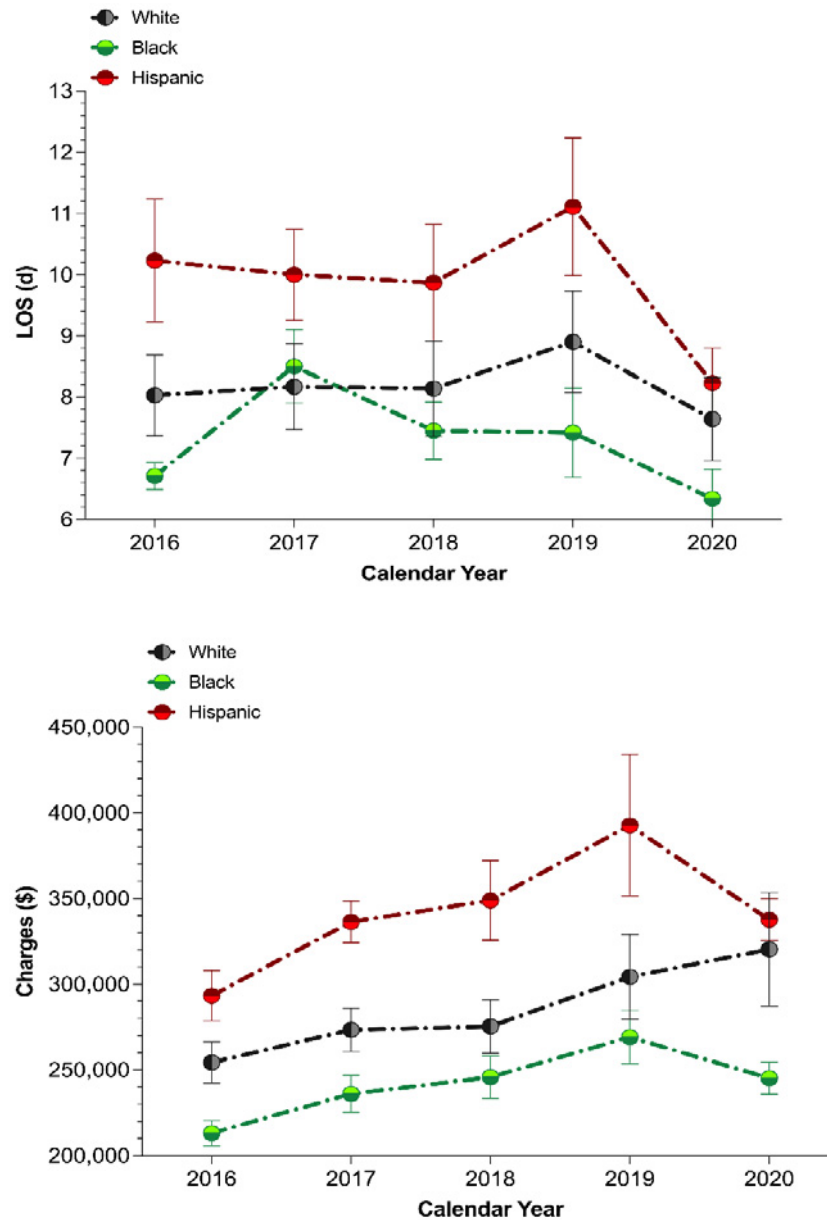 White
Black
Hispanic
13
12
11
10
9
8
7
6
LOS (d)
2016 2017 2018 2019 2020
Calendar Year
White
Black
Hispanic
450,000
400,000
350,000
300,000
250,000
200,000
Charges ($)
2016 2017 2018 2019 2020
Calendar Year